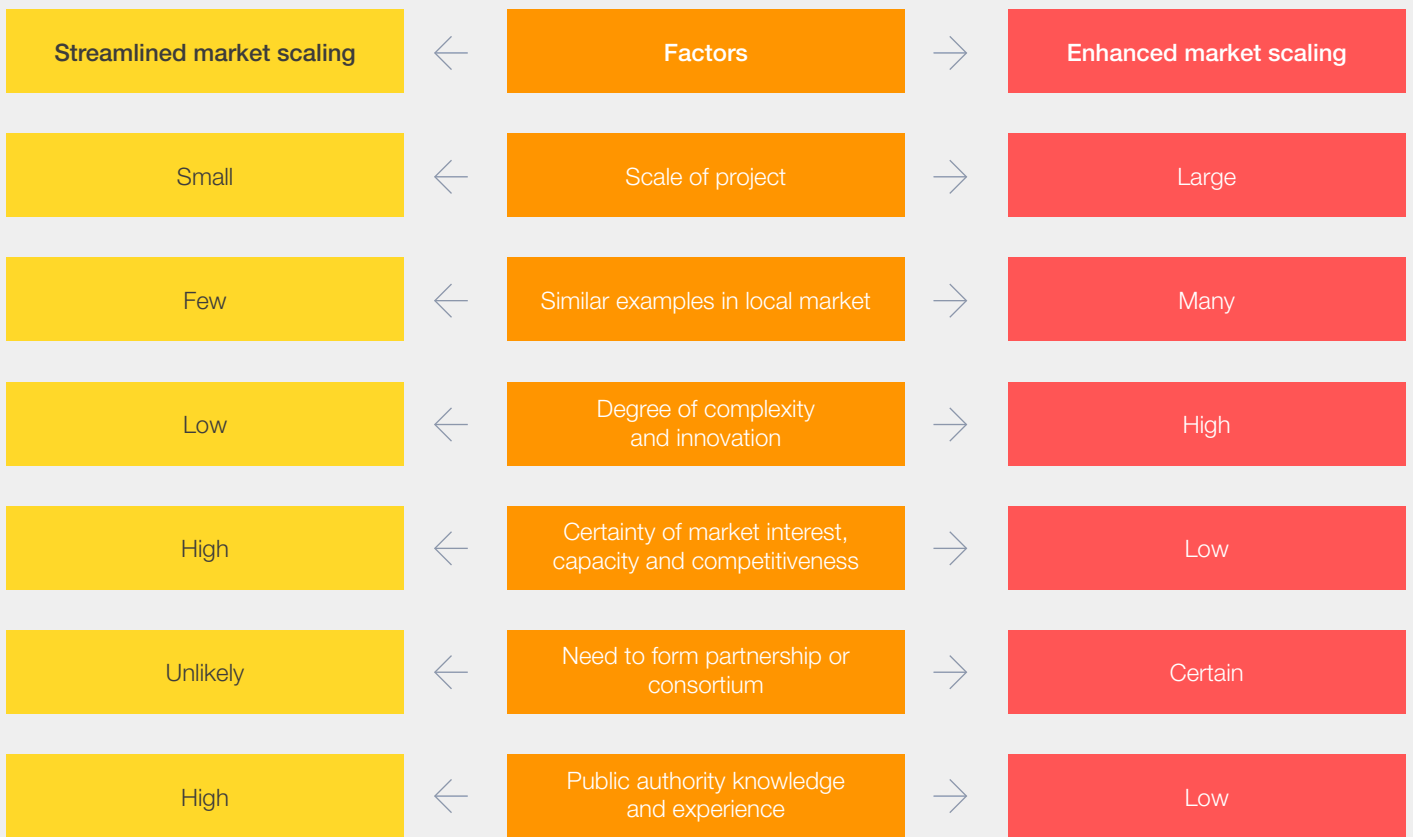 Streamlined market scaling
Factors
Enhanced market scaling
Small
Scale of project
Large
Few
Similar examples in local market
Many
Low
Degree of complexity
and innovation
High
High
Certainty of market interest,
capacity and competitiveness
Low
Unlikely
Need to form partnership or
consortium
Certain
High
Public authority knowledge
and experience
Low